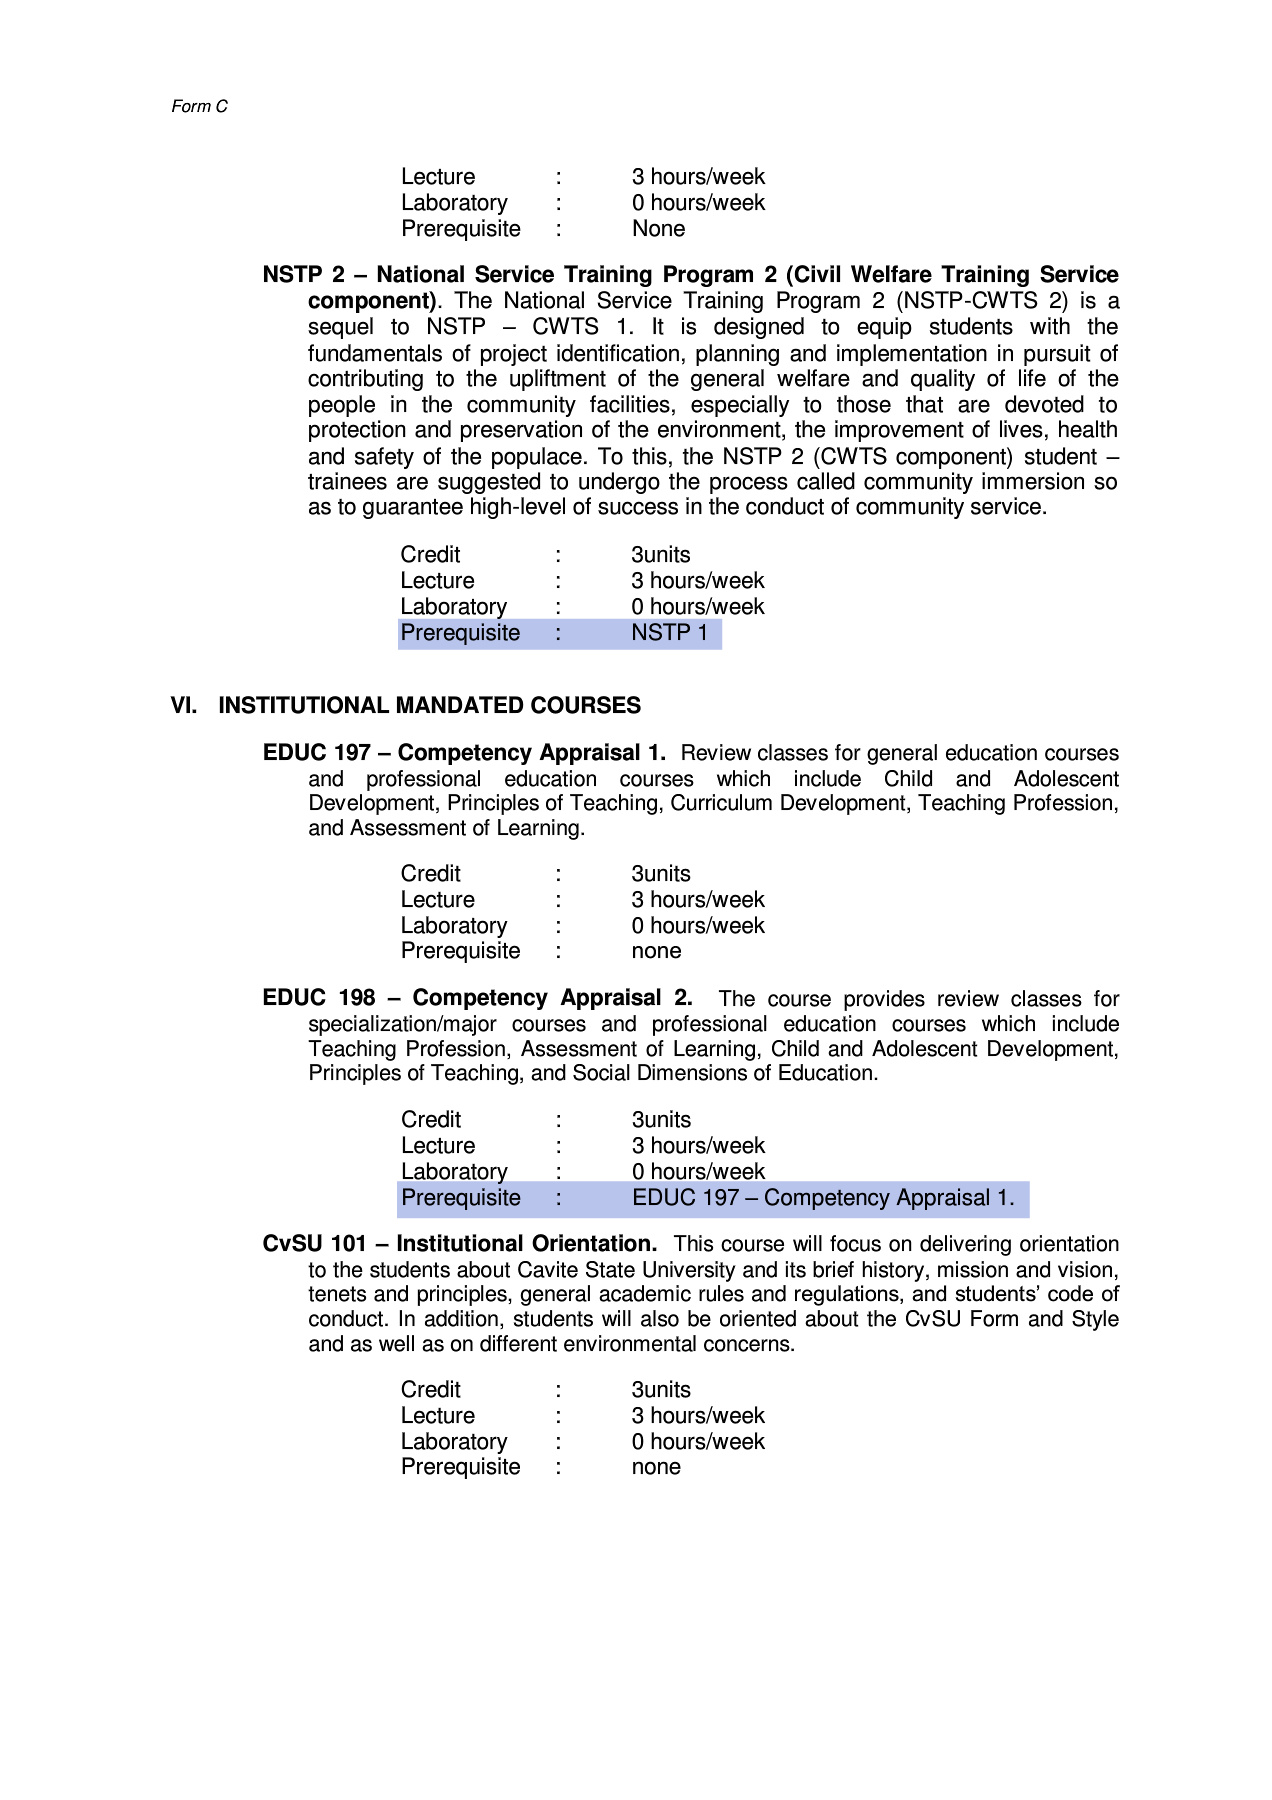 Form C
Lecture : 3 hours/week
Laboratory : 0 hours/week
Prerequisite : None
NSTP 2 – National Service Training Program 2 (Civil Welfare Training Service
component). The National Service Training Program 2 (NSTP-CWTS 2) is a
sequel to NSTP – CWTS 1. It is designed to equip students with the
fundamentals of project identification, planning and implementation in pursuit of
contributing to the upliftment of the general welfare and quality of life of the
people in the community facilities, especially to those that are devoted to
protection and preservation of the environment, the improvement of lives, health
and safety of the populace. To this, the NSTP 2 (CWTS component) student –
trainees are suggested to undergo the process called community immersion so
as to guarantee high-level of success in the conduct of community service.
Credit : 3units
Lecture : 3 hours/week
Laboratory : 0 hours/week
Prerequisite : NSTP 1
VI. INSTITUTIONAL MANDATED COURSES
EDUC 197 – Competency Appraisal 1. Review classes for general education courses
and professional education courses which include Child and Adolescent
Development, Principles of Teaching, Curriculum Development, Teaching Profession,
and Assessment of Learning.
Credit : 3units
Lecture : 3 hours/week
Laboratory : 0 hours/week
Prerequisite : none
EDUC 198 – Competency Appraisal 2. The course provides review classes for
specialization/major courses and professional education courses which include
Teaching Profession, Assessment of Learning, Child and Adolescent Development,
Principles of Teaching, and Social Dimensions of Education.
Credit : 3units
Lecture : 3 hours/week
Laboratory : 0 hours/week
Prerequisite : EDUC 197 – Competency Appraisal 1.
CvSU 101 – Institutional Orientation. This course will focus on delivering orientation
to the students about Cavite State University and its brief history, mission and vision,
tenets and principles, general academic rules and regulations, and students’ code of
conduct. In addition, students will also be oriented about the CvSU Form and Style
and as well as on different environmental concerns.
Credit : 3units
Lecture : 3 hours/week
Laboratory : 0 hours/week
Prerequisite : none